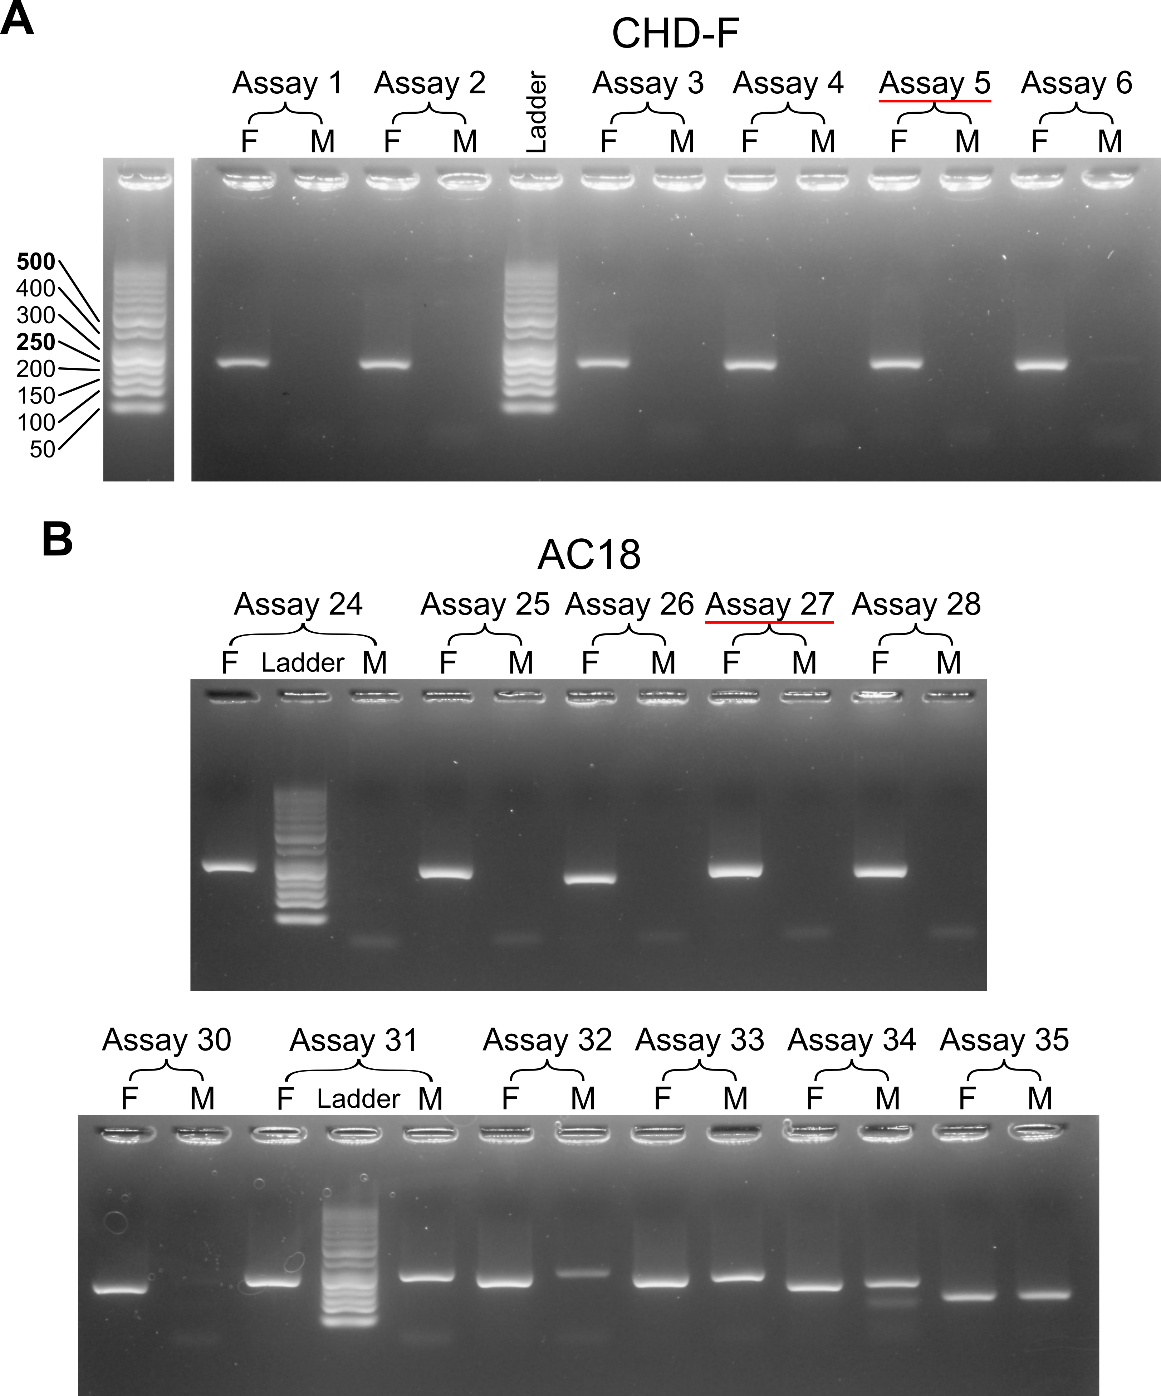 A
CHD-F
Assay 1 Assay 2 Ladder Assay 3 Assay 4 Assay 5 Assay 6
F M F M F M F M F M F M
500
400
300
250
200
150
100
50
B
AC18
Assay 24 Assay 25 Assay 26 Assay 27 Assay 28
F Ladder M F M F M F M F M
Assay 30 Assay 31 Assay 32 Assay 33 Assay 34 Assay 35
F M F Ladder M F M F M F M F M